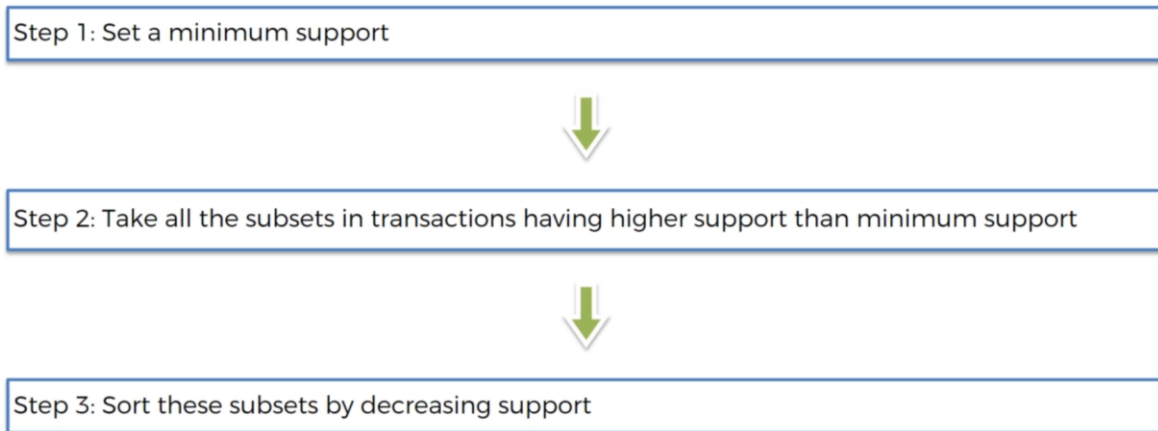 Step 1: Set a minimum support
Step 2: Take all the subsets in transactions having higher support than minimum support
Step 3: Sort these subsets by decreasing support